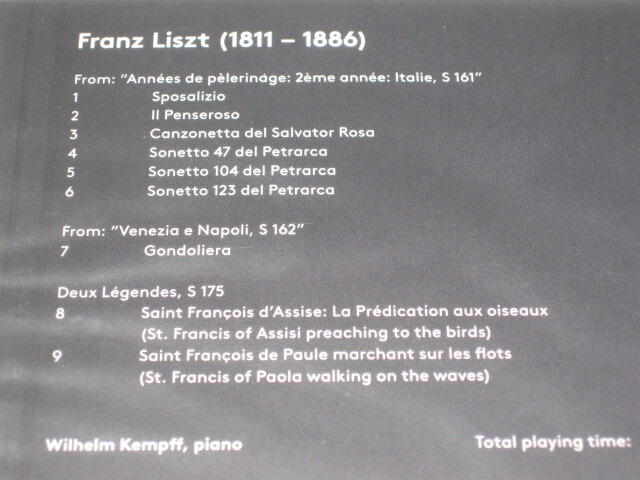 Franz Liszt (1811 – 1886)
From: "Années de pèlerinage: 2ème année: Italie, S 161"
1 Sposalizio
2 Il Penseroso
3 Canzonetta del Salvator Rosa
4 Sonetto 47 del Petrarca
5 Sonetto 104 del Petrarca
6 Sonetto 123 del Petrarca
From: "Venezia e Napoli, S 162"
7 Gondoliera
Deux Légendes, S 175
8 Saint François d'Assise: La Prédication aux oiseaux
(St. Francis of Assisi preaching to the birds)
9 Saint François de Paule marchant sur les flots
(St. Francis of Paola walking on the waves)
Wilhelm Kempff, piano Total playing time: